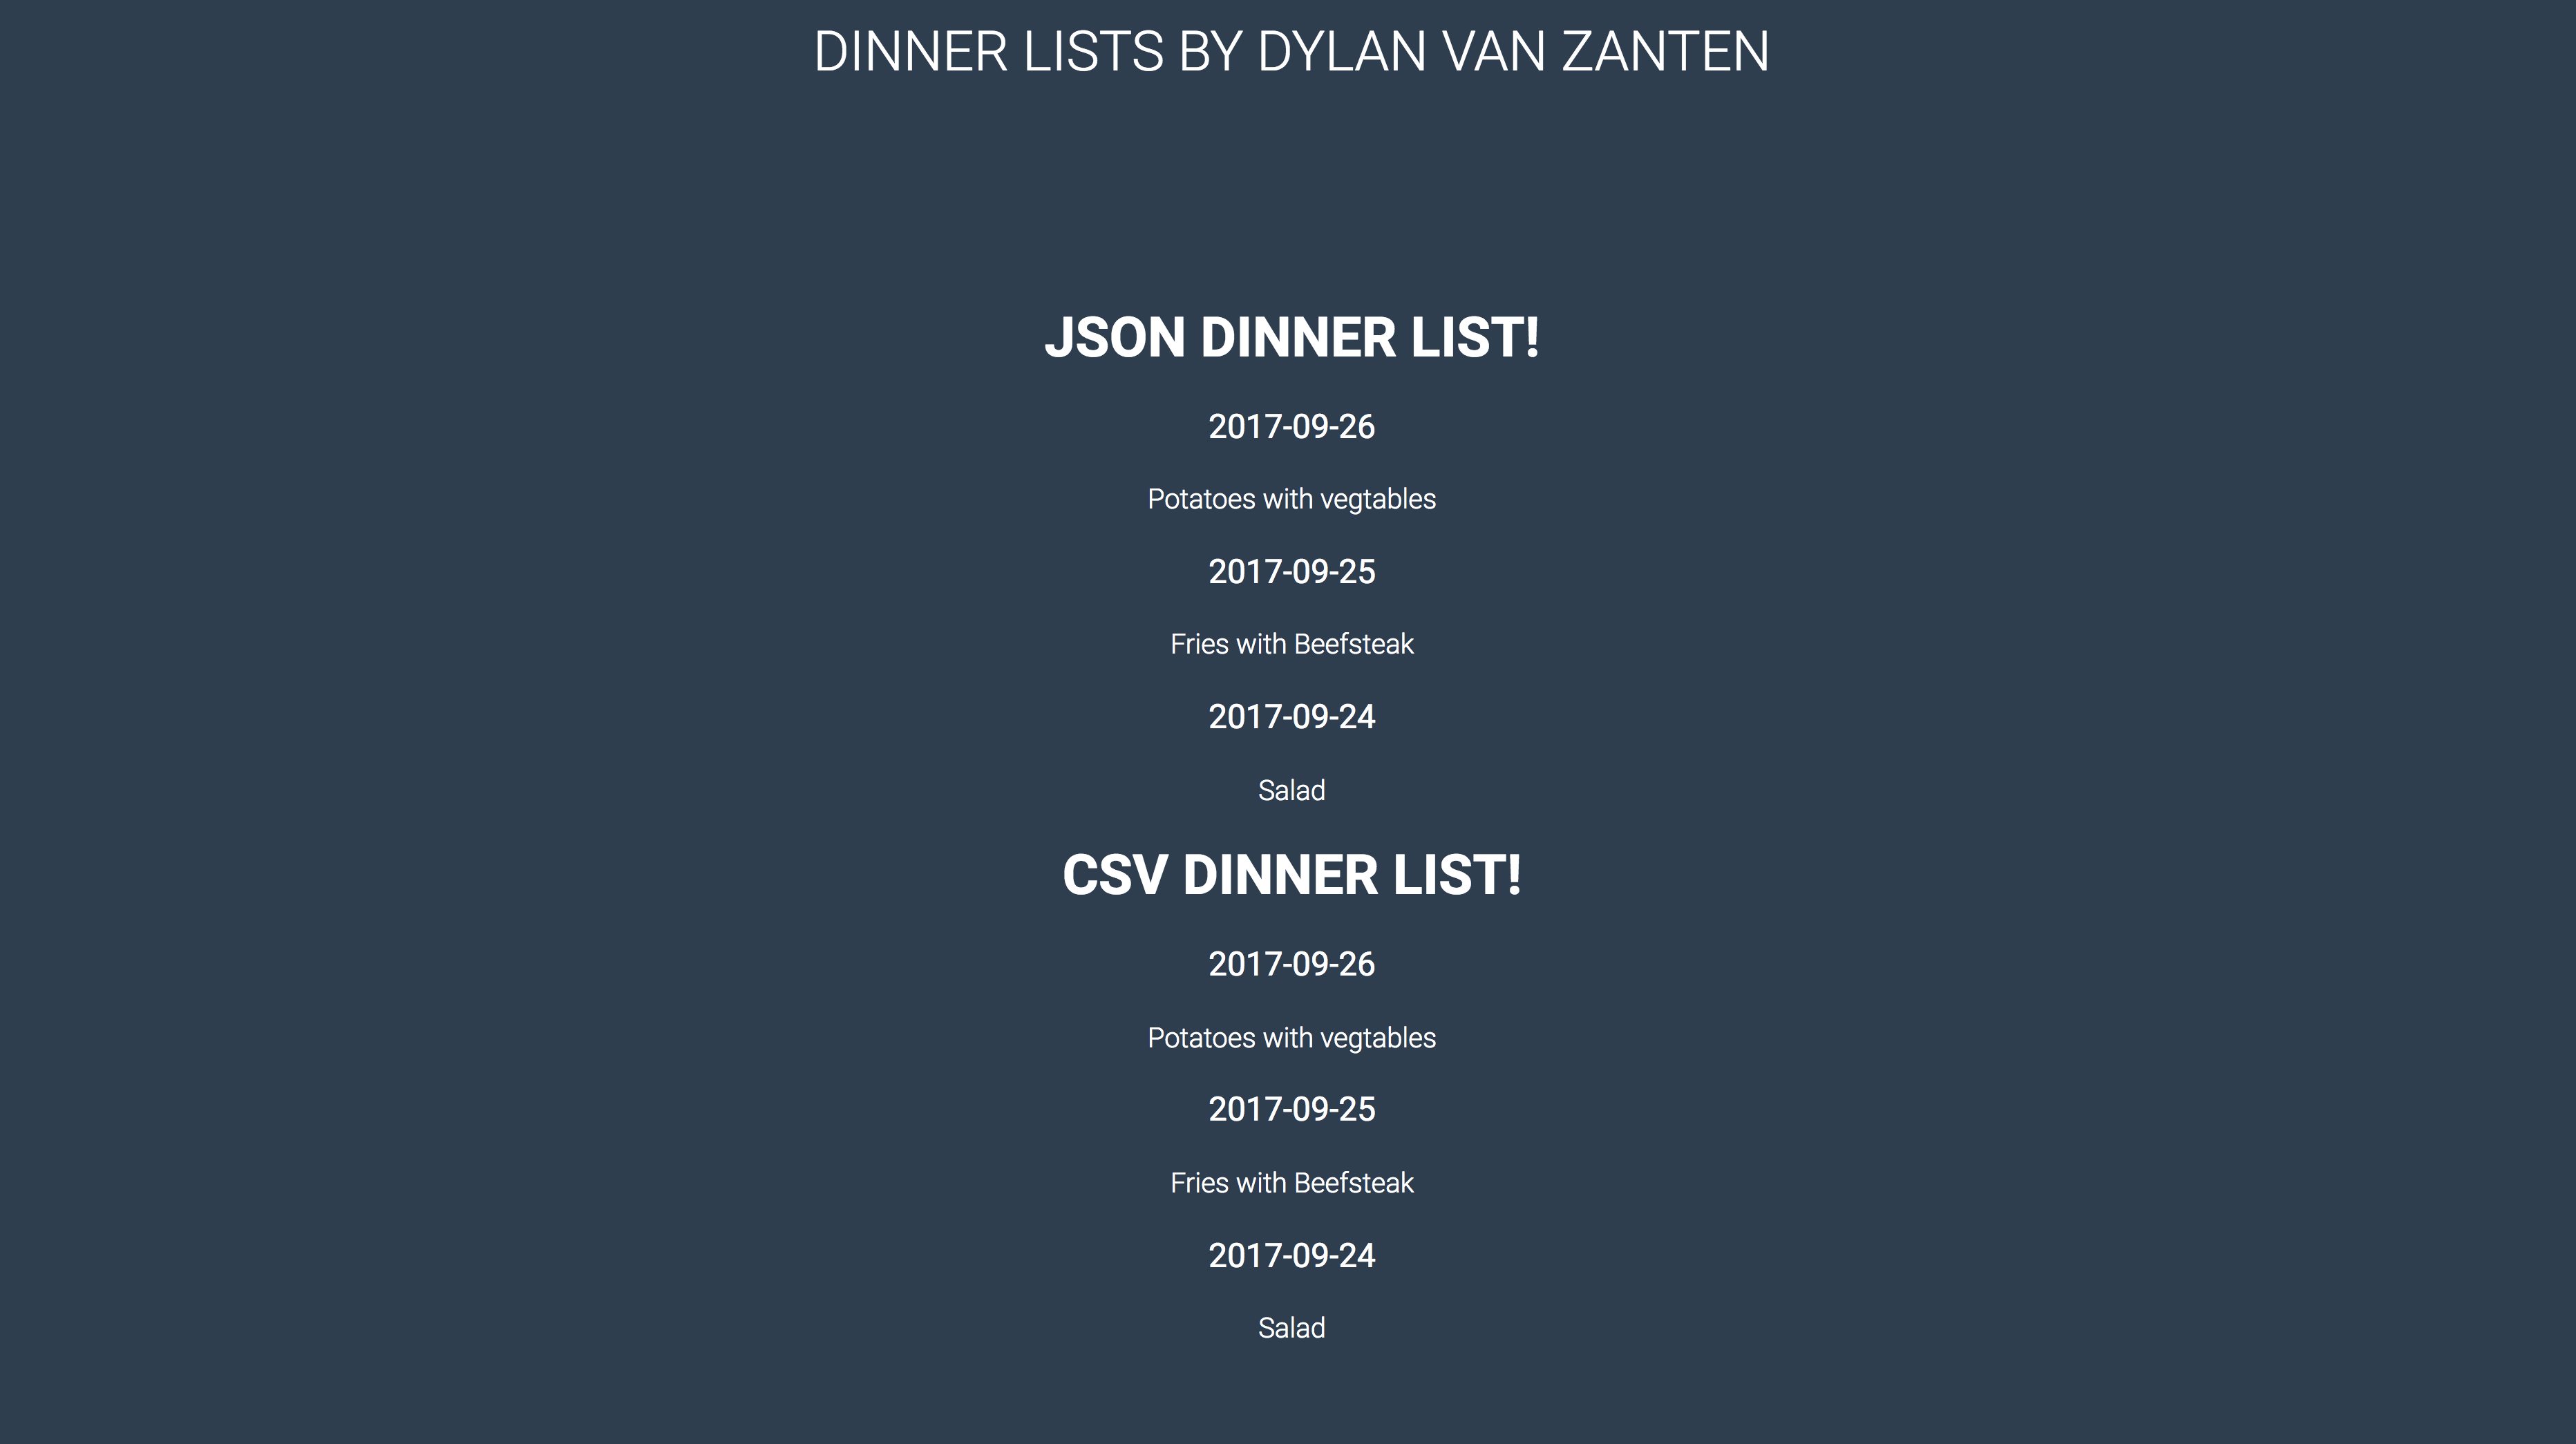 DINNER LISTS BY DYLAN VAN ZANTEN
JSON DINNER LIST!
2017-09-26
Potatoes with vegtables
2017-09-25
Fries with Beefsteak
2017-09-24
Salad
CSV DINNER LIST!
2017-09-26
Potatoes with vegtables
2017-09-25
Fries with Beefsteak
2017-09-24
Salad